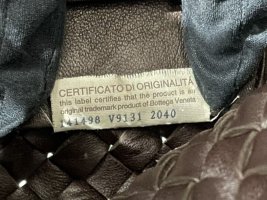 CERTIFICATO DI ORIGINALITÀ
this label certifies that the product is an
original trademark product of Bottega Veneta
141498 V9131 2040